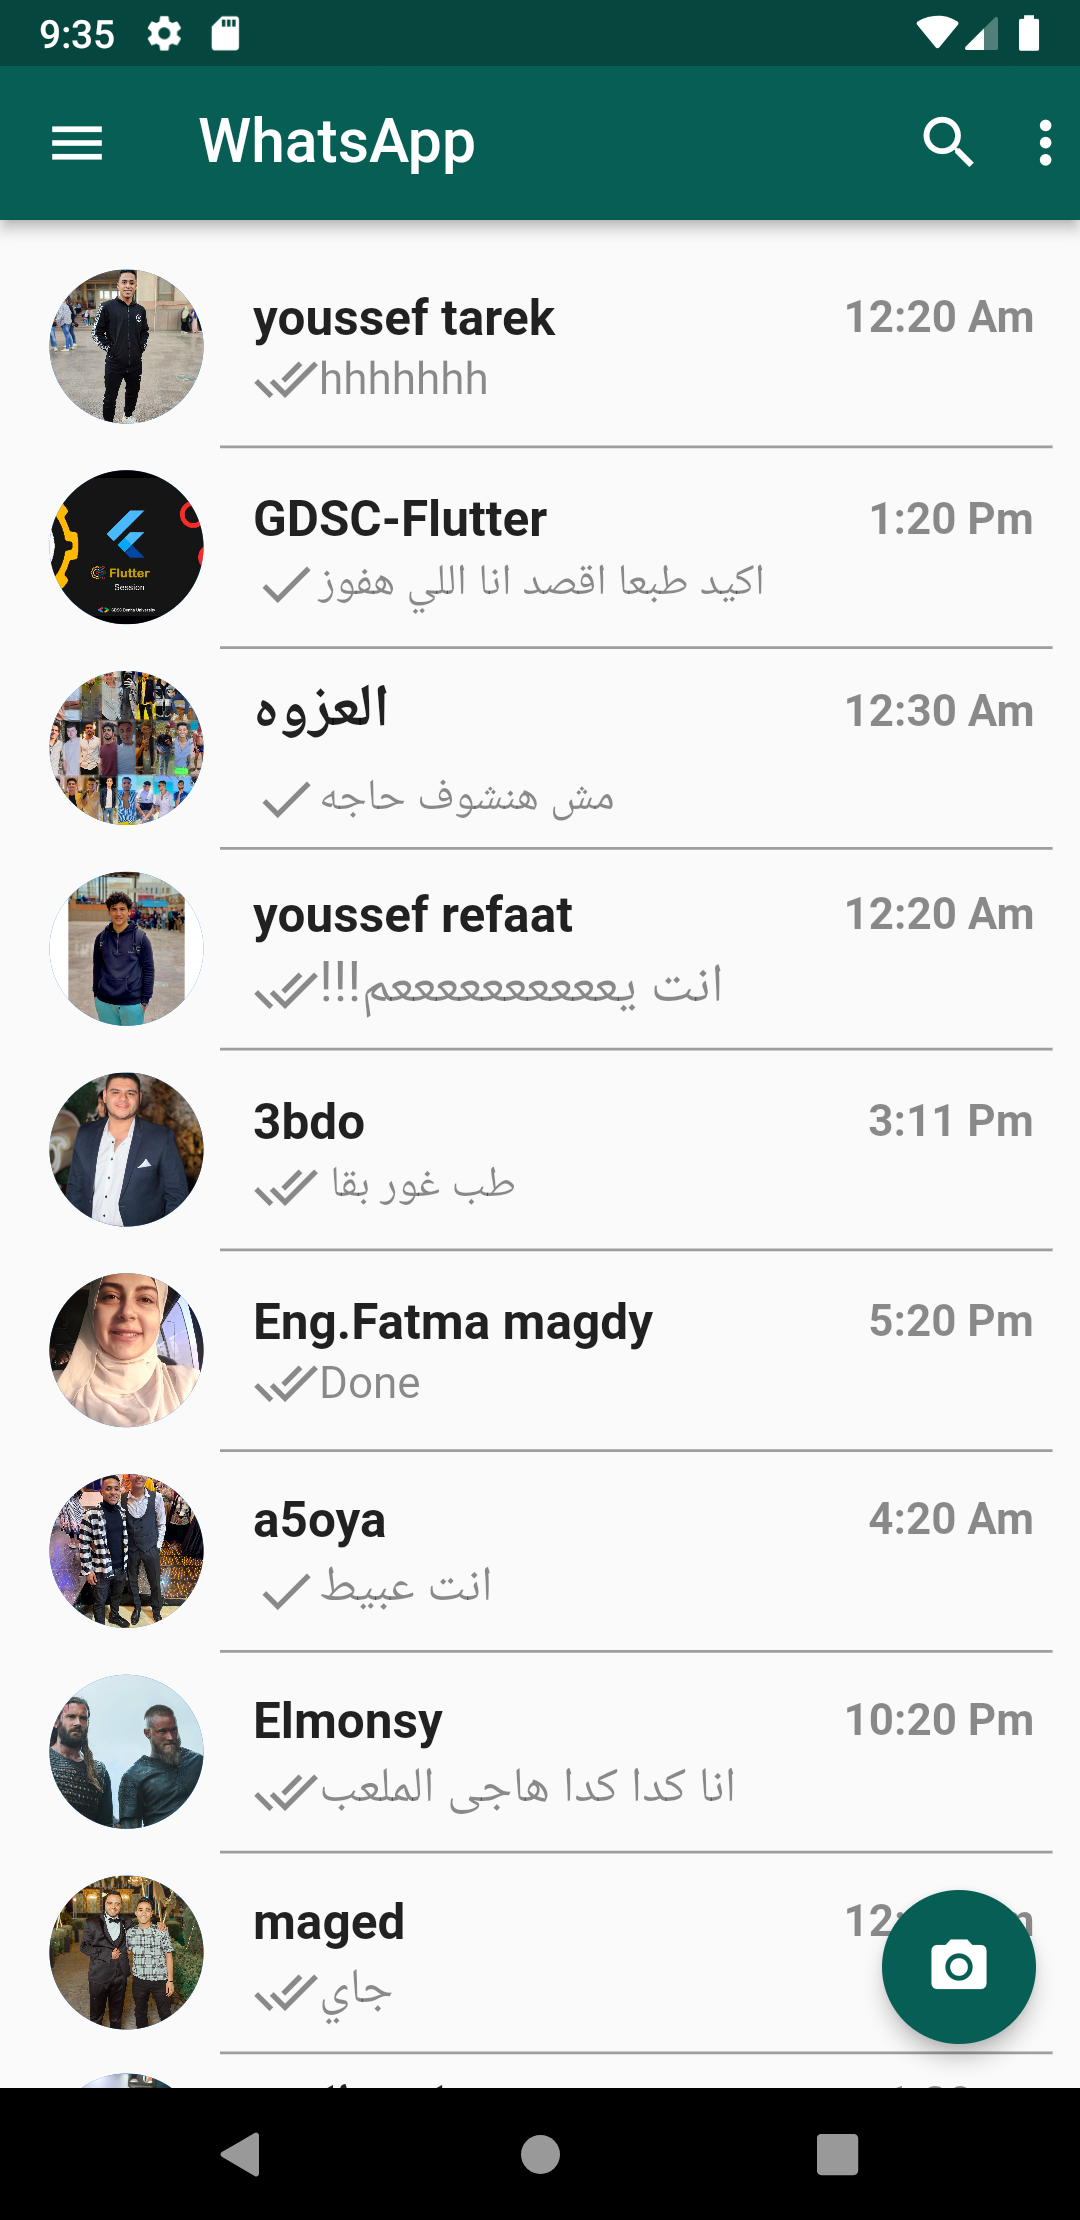 9:35
WhatsApp
youssef tarek
12:20 Am
hhhhhhh
GDSC-Flutter
1:20 Pm
اكيد طبعا اقصد انا اللي هفوز
Flutter
Session
GDSC Benha University
العزوه
12:30 Am
مش هنشوف حاجه
youssef refaat
12:20 Am
انت يعععععععععععم!!!
3bdo
3:11 Pm
طب غور بقا
Eng.Fatma magdy
5:20 Pm
Done
a5oya
4:20 Am
انت عبيط
Elmonsy
10:20 Pm
انا كدا كدا هاجى الملعب
maged
جاي